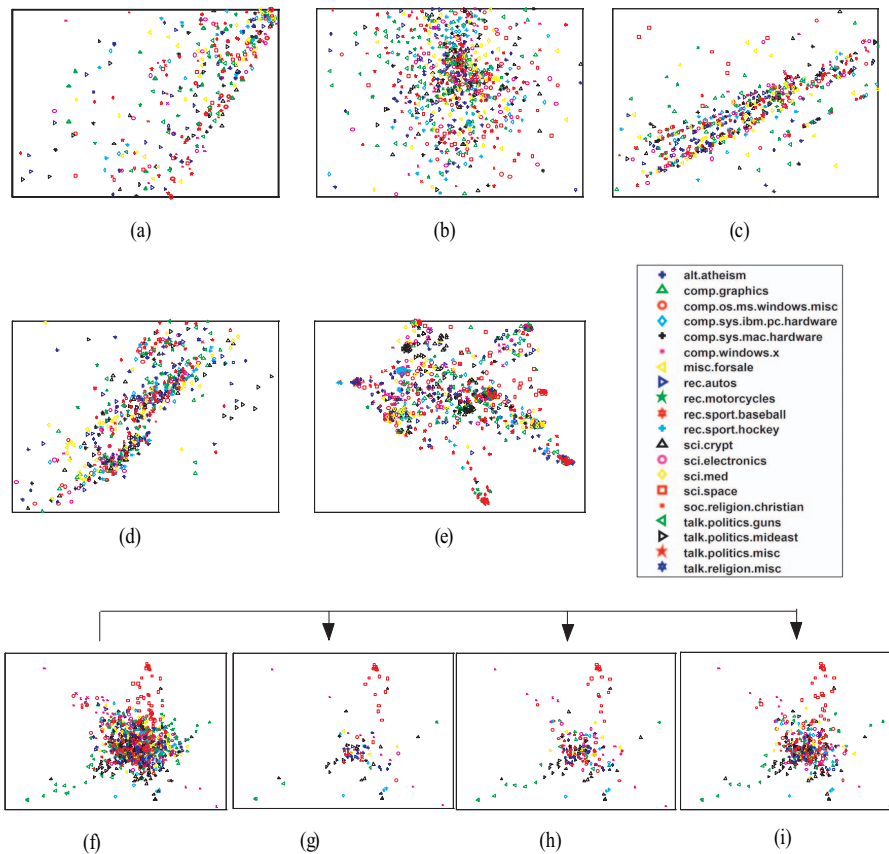 (a)
(b)
(c)
alt.atheism
comp.graphics
comp.os.ms.windows.misc
comp.sys.ibm.pc.hardware
comp.sys.mac.hardware
comp.windows.x
misc.forsale
rec.autos
rec.motorcycles
rec.sport.baseball
rec.sport.hockey
sci.crypt
sci.electronics
sci.med
sci.space
soc.religion.christian
talk.politics.guns
talk.politics.mideast
talk.politics.misc
talk.religion.misc
(d)
(e)
(f)
(g)
(h)
(i)